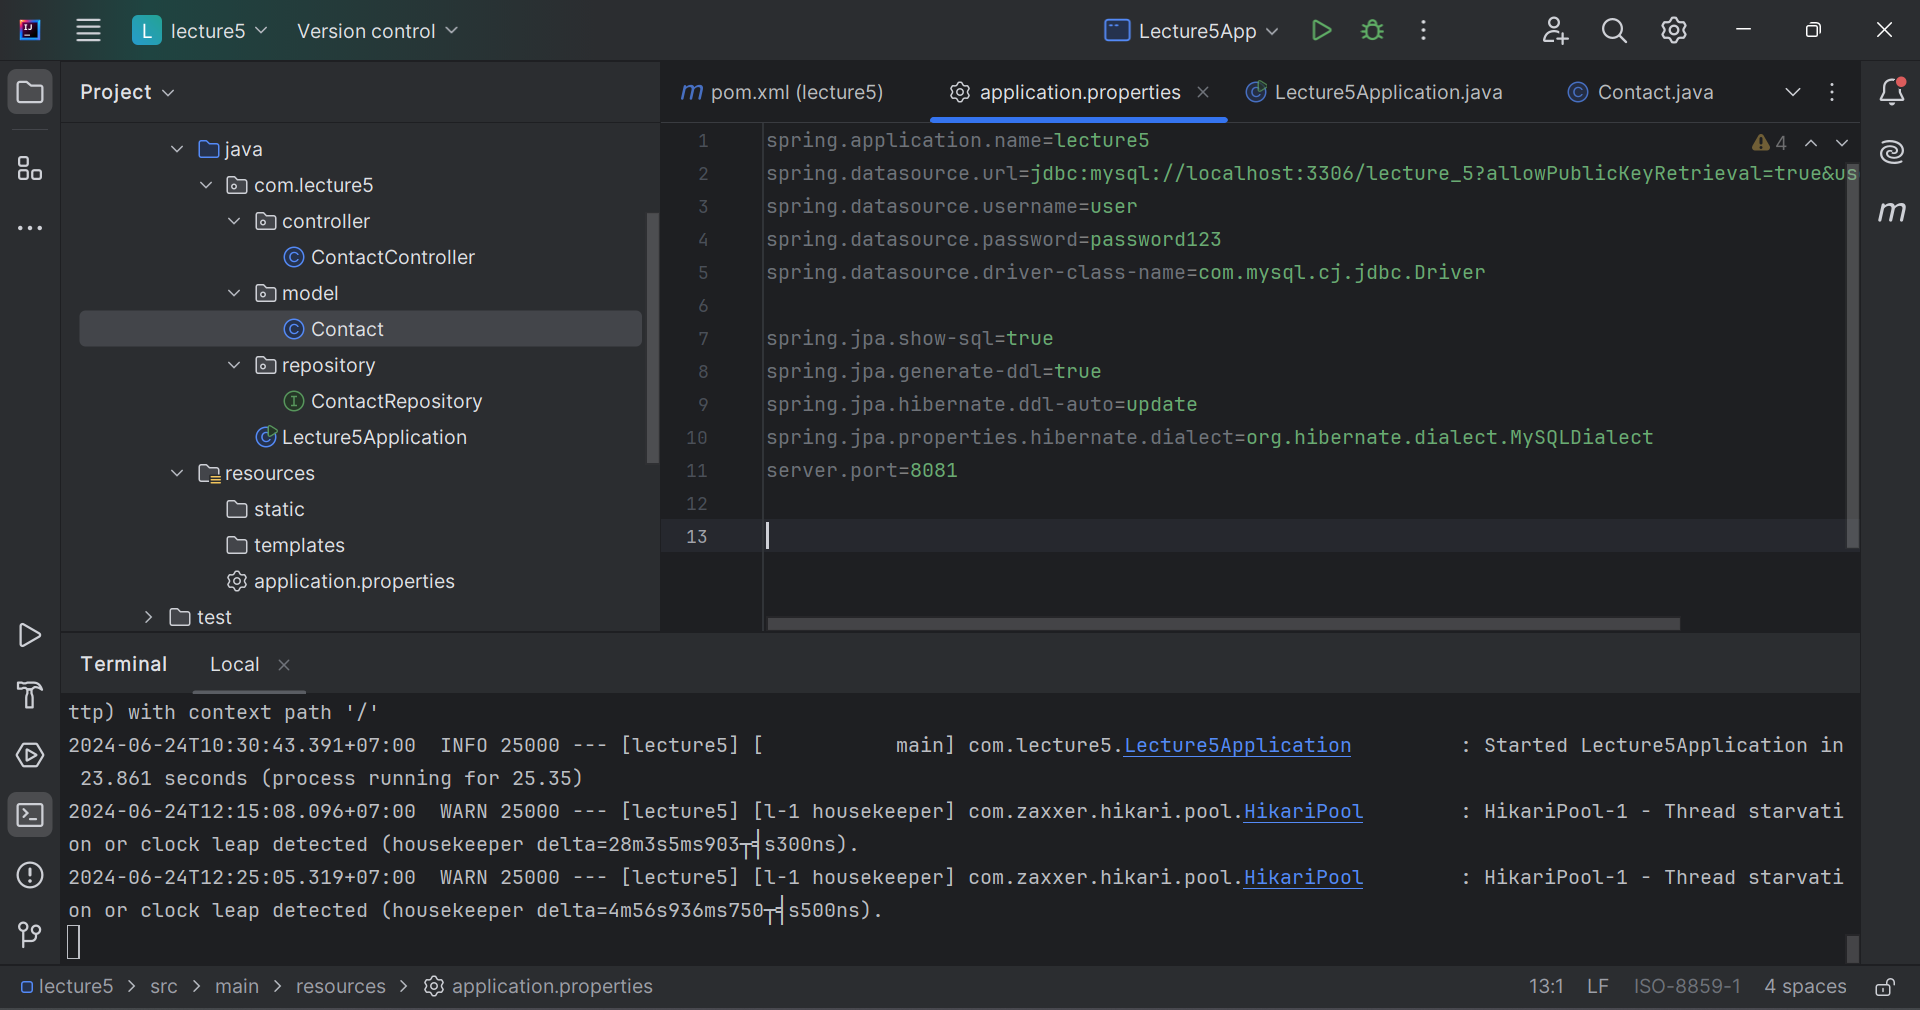 L lecture5 Version control Lecture5App
Project
java
com.lecture5
controller
ContactController
model
Contact
repository
ContactRepository
Lecture5Application
resources
static
templates
application.properties
test
pom.xml (lecture5) application.properties Lecture5Application.java Contact.java
4
1 spring.application.name=lecture5
2 spring.datasource.url=jdbc:mysql://localhost:3306/lecture_5?allowPublicKeyRetrieval=true&us
3 spring.datasource.username=user
4 spring.datasource.password=password123
5 spring.datasource.driver-class-name=com.mysql.cj.jdbc.Driver
6
7 spring.jpa.show-sql=true
8 spring.jpa.generate-ddl=true
9 spring.jpa.hibernate.ddl-auto=update
10 spring.jpa.properties.hibernate.dialect=org.hibernate.dialect.MySQLDialect
11 server.port=8081
12
13
Terminal Local
ttp) with context path '/'
2024-06-24T10:30:43.391+07:00  INFO 25000 --- [lecture5] [           main] com.lecture5.Lecture5Application         : Started Lecture5Application in
23.861 seconds (process running for 25.35)
2024-06-24T12:15:08.096+07:00  WARN 25000 --- [lecture5] [l-1 housekeeper] com.zaxxer.hikari.pool.HikariPool        : HikariPool-1 - Thread starvati
on or clock leap detected (housekeeper delta=28m3s5ms903┬╡s300ns).
2024-06-24T12:25:05.319+07:00  WARN 25000 --- [lecture5] [l-1 housekeeper] com.zaxxer.hikari.pool.HikariPool        : HikariPool-1 - Thread starvati
on or clock leap detected (housekeeper delta=4m56s936ms750┬╡s500ns).
lecture5 > src > main > resources > application.properties 13:1 LF ISO-8859-1 4 spaces